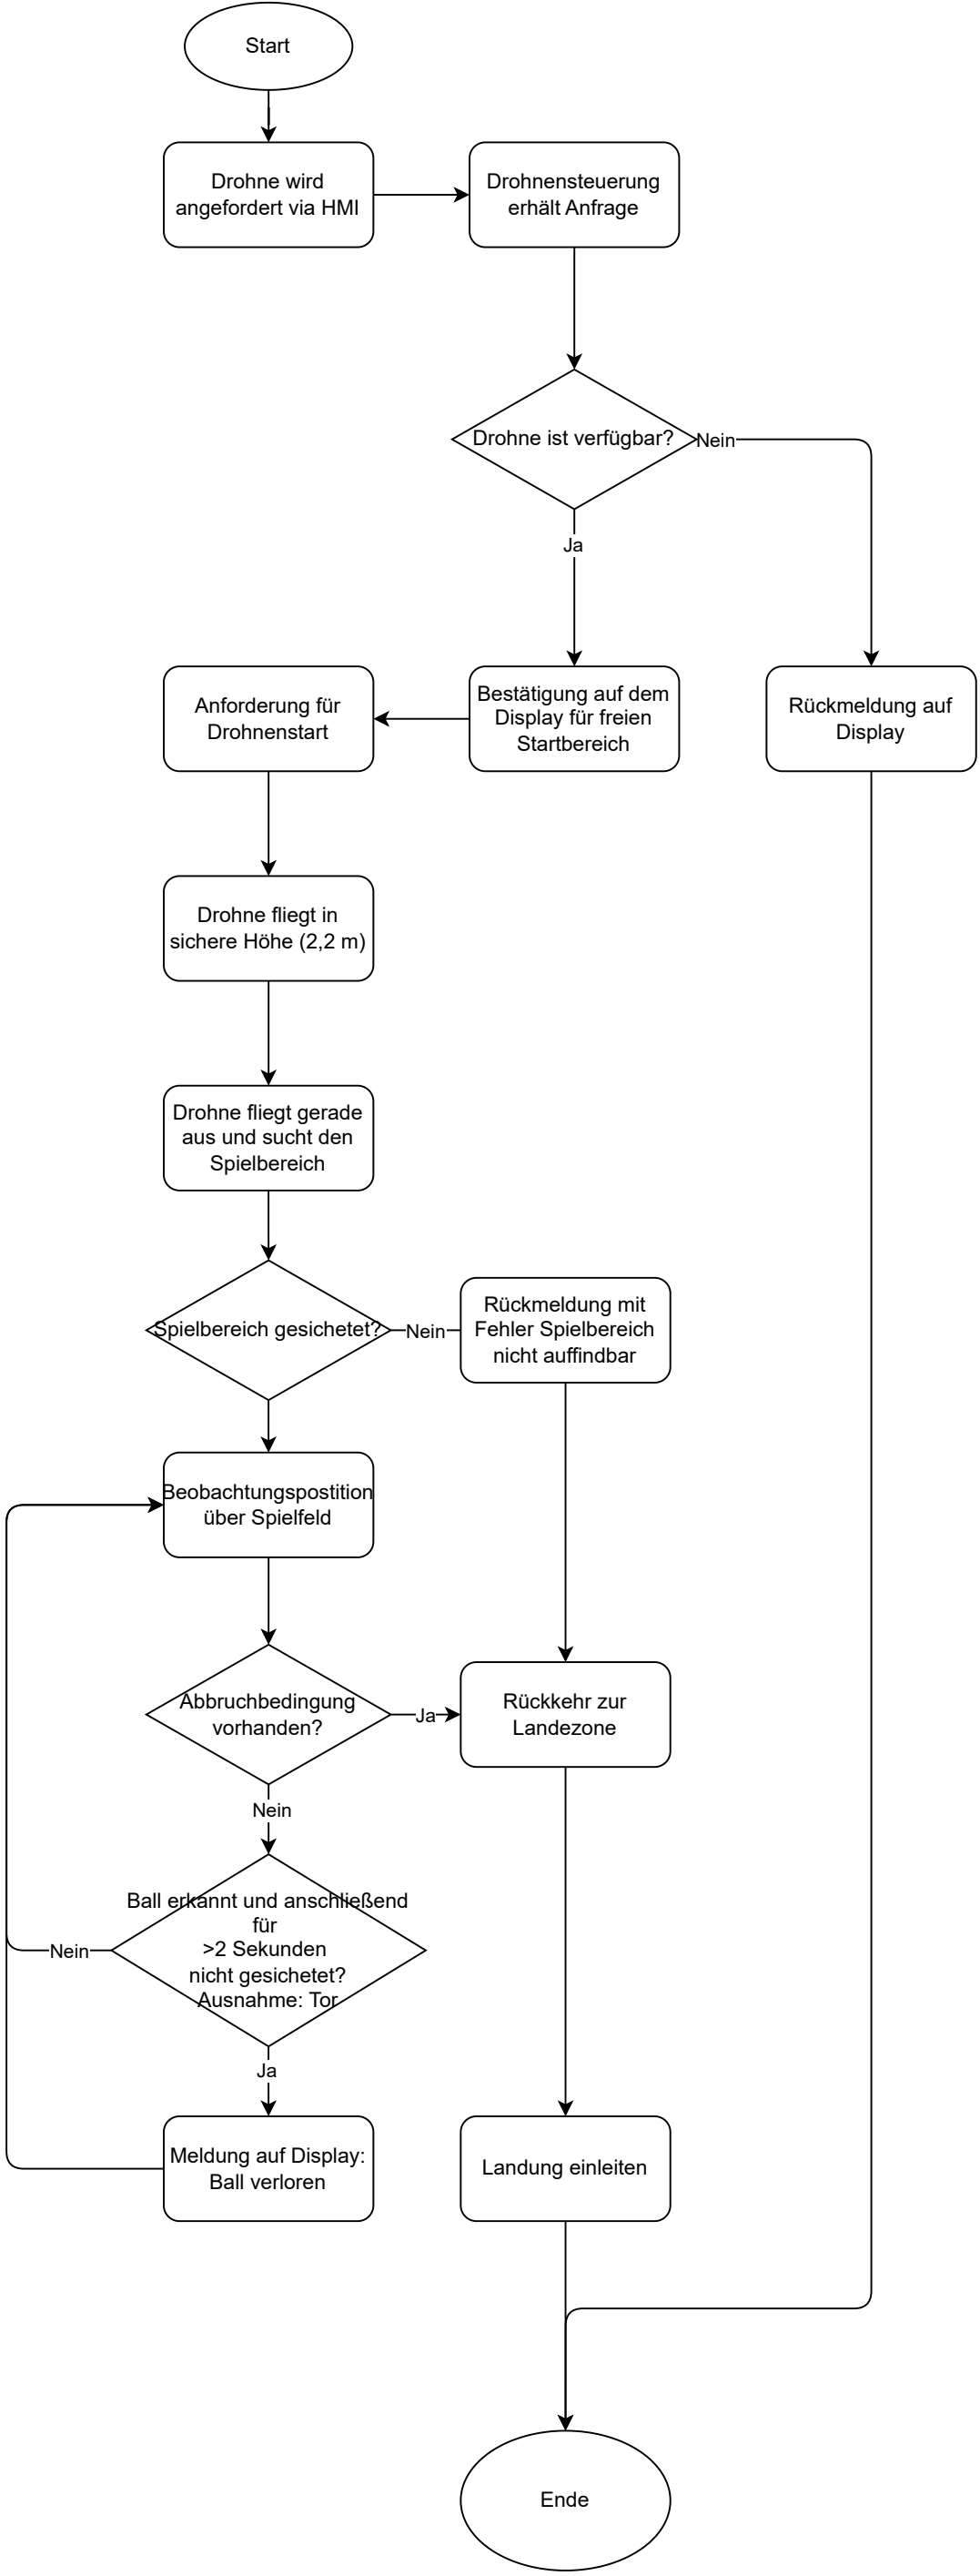 Start
Drohne wird
angefordert via HMI
Drohnensteuerung
erhält Anfrage
Drohne ist verfügbar?
Nein
Ja
Anforderung für
Drohnenstart
Bestätigung auf dem
Display für freien
Startbereich
Rückmeldung auf
Display
Drohne fliegt in
sichere Höhe (2,2 m)
Drohne fliegt gerade
aus und sucht den
Spielbereich
Spielbereich gesichetet?
Nein
Rückmeldung mit
Fehler Spielbereich
nicht auffindbar
Beobachtungspostition
über Spielfeld
Abbruchbedingung
vorhanden?
Ja
Rückkehr zur
Landezone
Nein
Ball erkannt und anschließend
für
>2 Sekunden
nicht gesichetet?
Ausnahme: Tor
Nein
Ja
Meldung auf Display:
Ball verloren
Landung einleiten
Ende